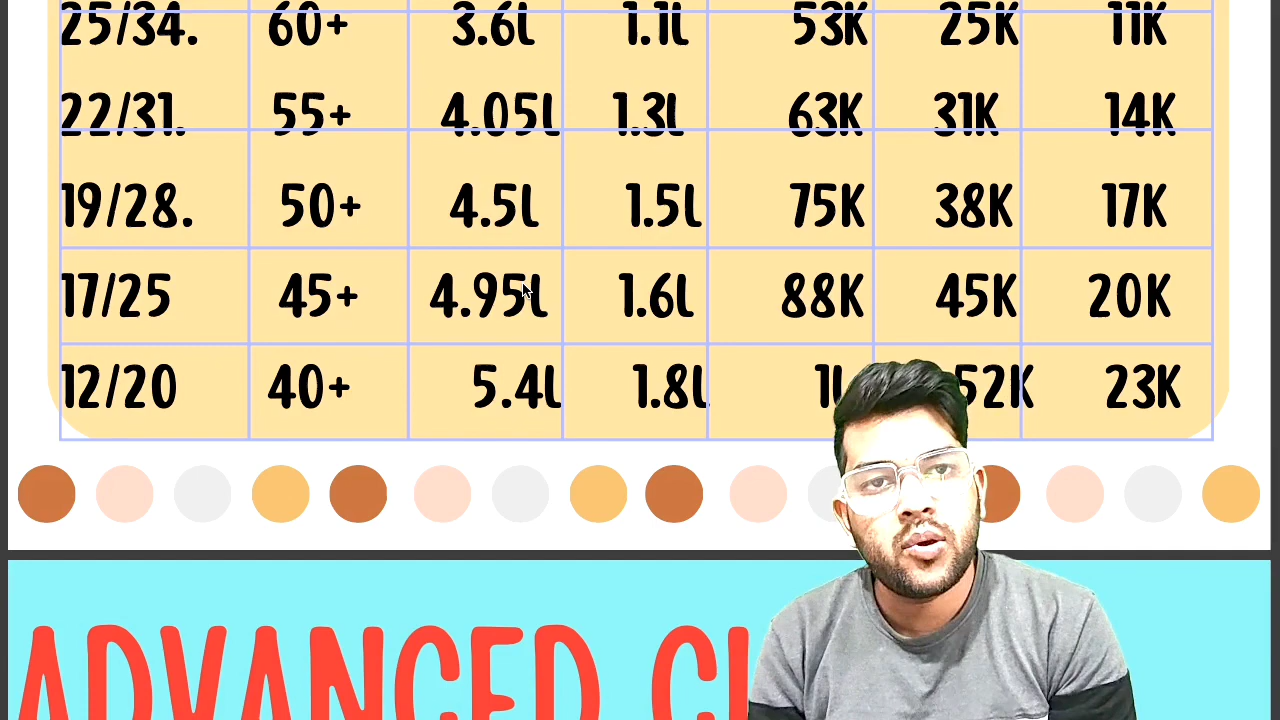 25/34. 60+ 3.6L 1.1L 53K 25K 11K
22/31. 55+ 4.05L 1.3L 63K 31K 14K
19/28. 50+ 4.5L 1.5L 75K 38K 17K
17/25 45+ 4.95L 1.6L 88K 45K 20K
12/20 40+ 5.4L 1.8L 1L 52K 23K
ADVANCED